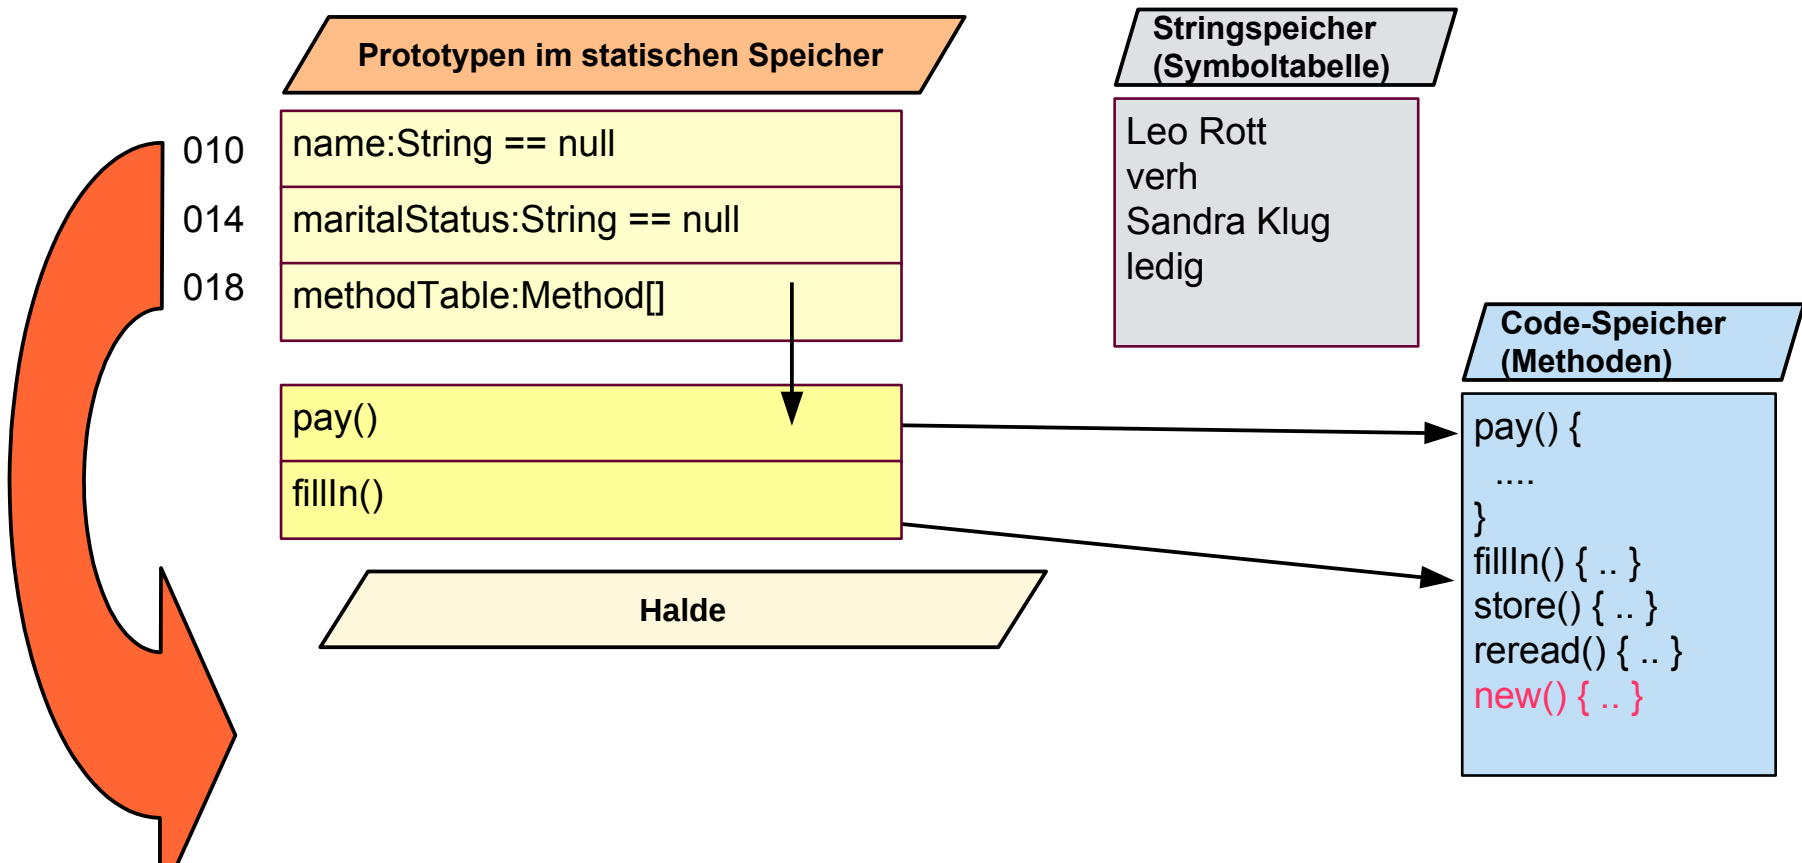 Prototypen im statischen Speicher
010
name:String == null
014
maritalStatus:String == null
018
methodTable:Method[]
pay()
fillIn()
Halde
Stringspeicher
(Symboltabelle)
Leo Rott
verh
Sandra Klug
ledig
Code-Speicher
(Methoden)
pay() {
....
}
fillIn() { .. }
store() { .. }
reread() { .. }
new() { .. }